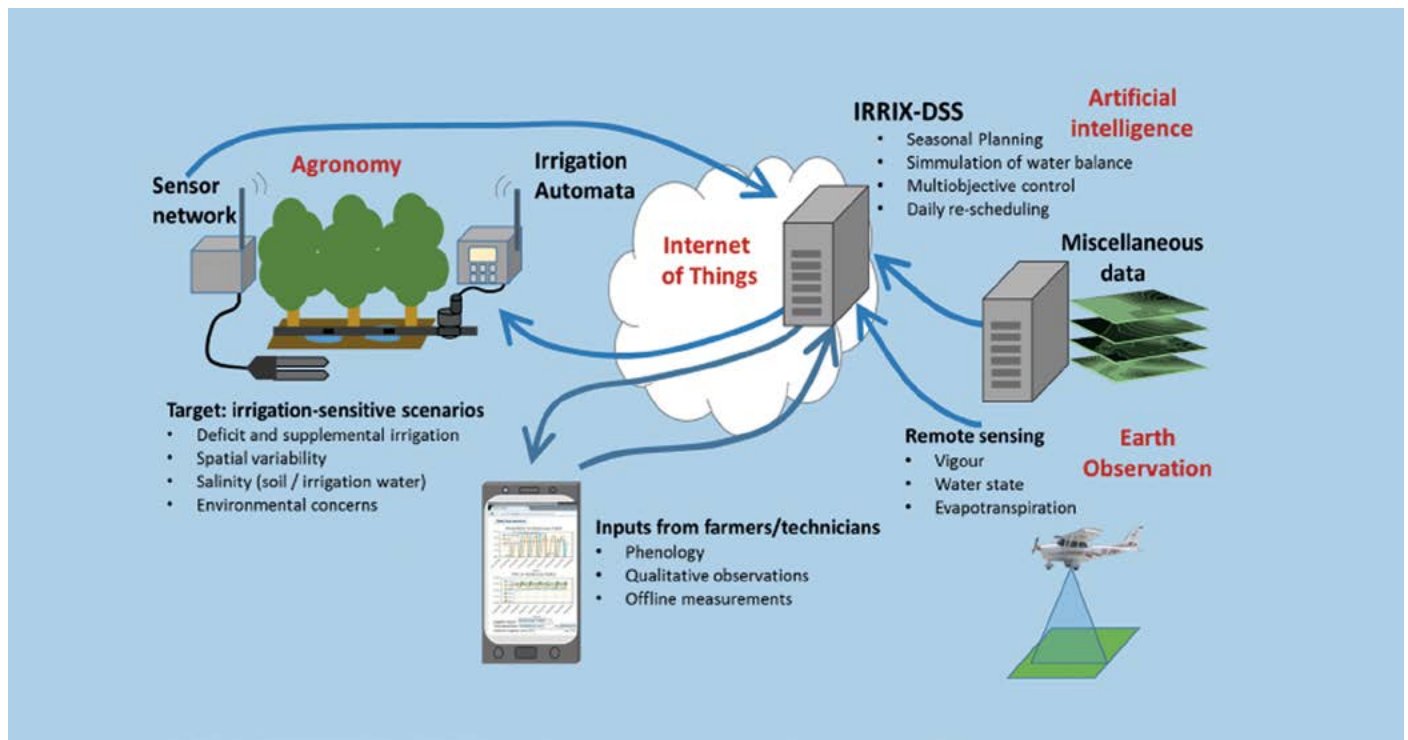 IRRIX-DSS
• Seasonal Planning
• Simmulation of water balance
• Multiobjective control
• Daily re-scheduling
Artificial
intelligence
Sensor
network
Agronomy
Irrigation
Automata
Internet
of Things
Miscellaneous
data
Target: irrigation-sensitive scenarios
• Deficit and supplemental irrigation
• Spatial variability
• Salinity (soil / irrigation water)
• Environmental concerns
Remote sensing
• Vigour
• Water state
• Evapotranspiration
Earth
Observation
Inputs from farmers/technicians
• Phenology
• Qualitative observations
• Offline measurements